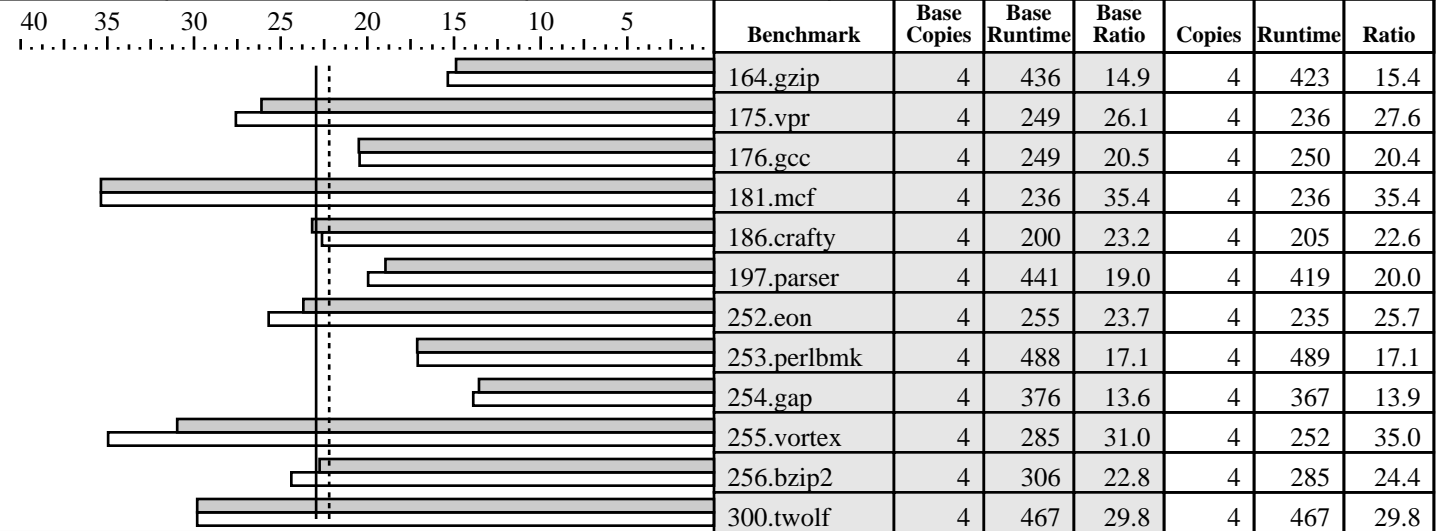 40 35 30 25 20 15 10 5 Benchmark Base Copies Base Runtime Base Ratio Copies Runtime Ratio
164.gzip 4 436 14.9 4 423 15.4
175.vpr 4 249 26.1 4 236 27.6
176.gcc 4 249 20.5 4 250 20.4
181.mcf 4 236 35.4 4 236 35.4
186.crafty 4 200 23.2 4 205 22.6
197.parser 4 441 19.0 4 419 20.0
252.eon 4 255 23.7 4 235 25.7
253.perlbmk 4 488 17.1 4 489 17.1
254.gap 4 376 13.6 4 367 13.9
255.vortex 4 285 31.0 4 252 35.0
256.bzip2 4 306 22.8 4 285 24.4
300.twolf 4 467 29.8 4 467 29.8